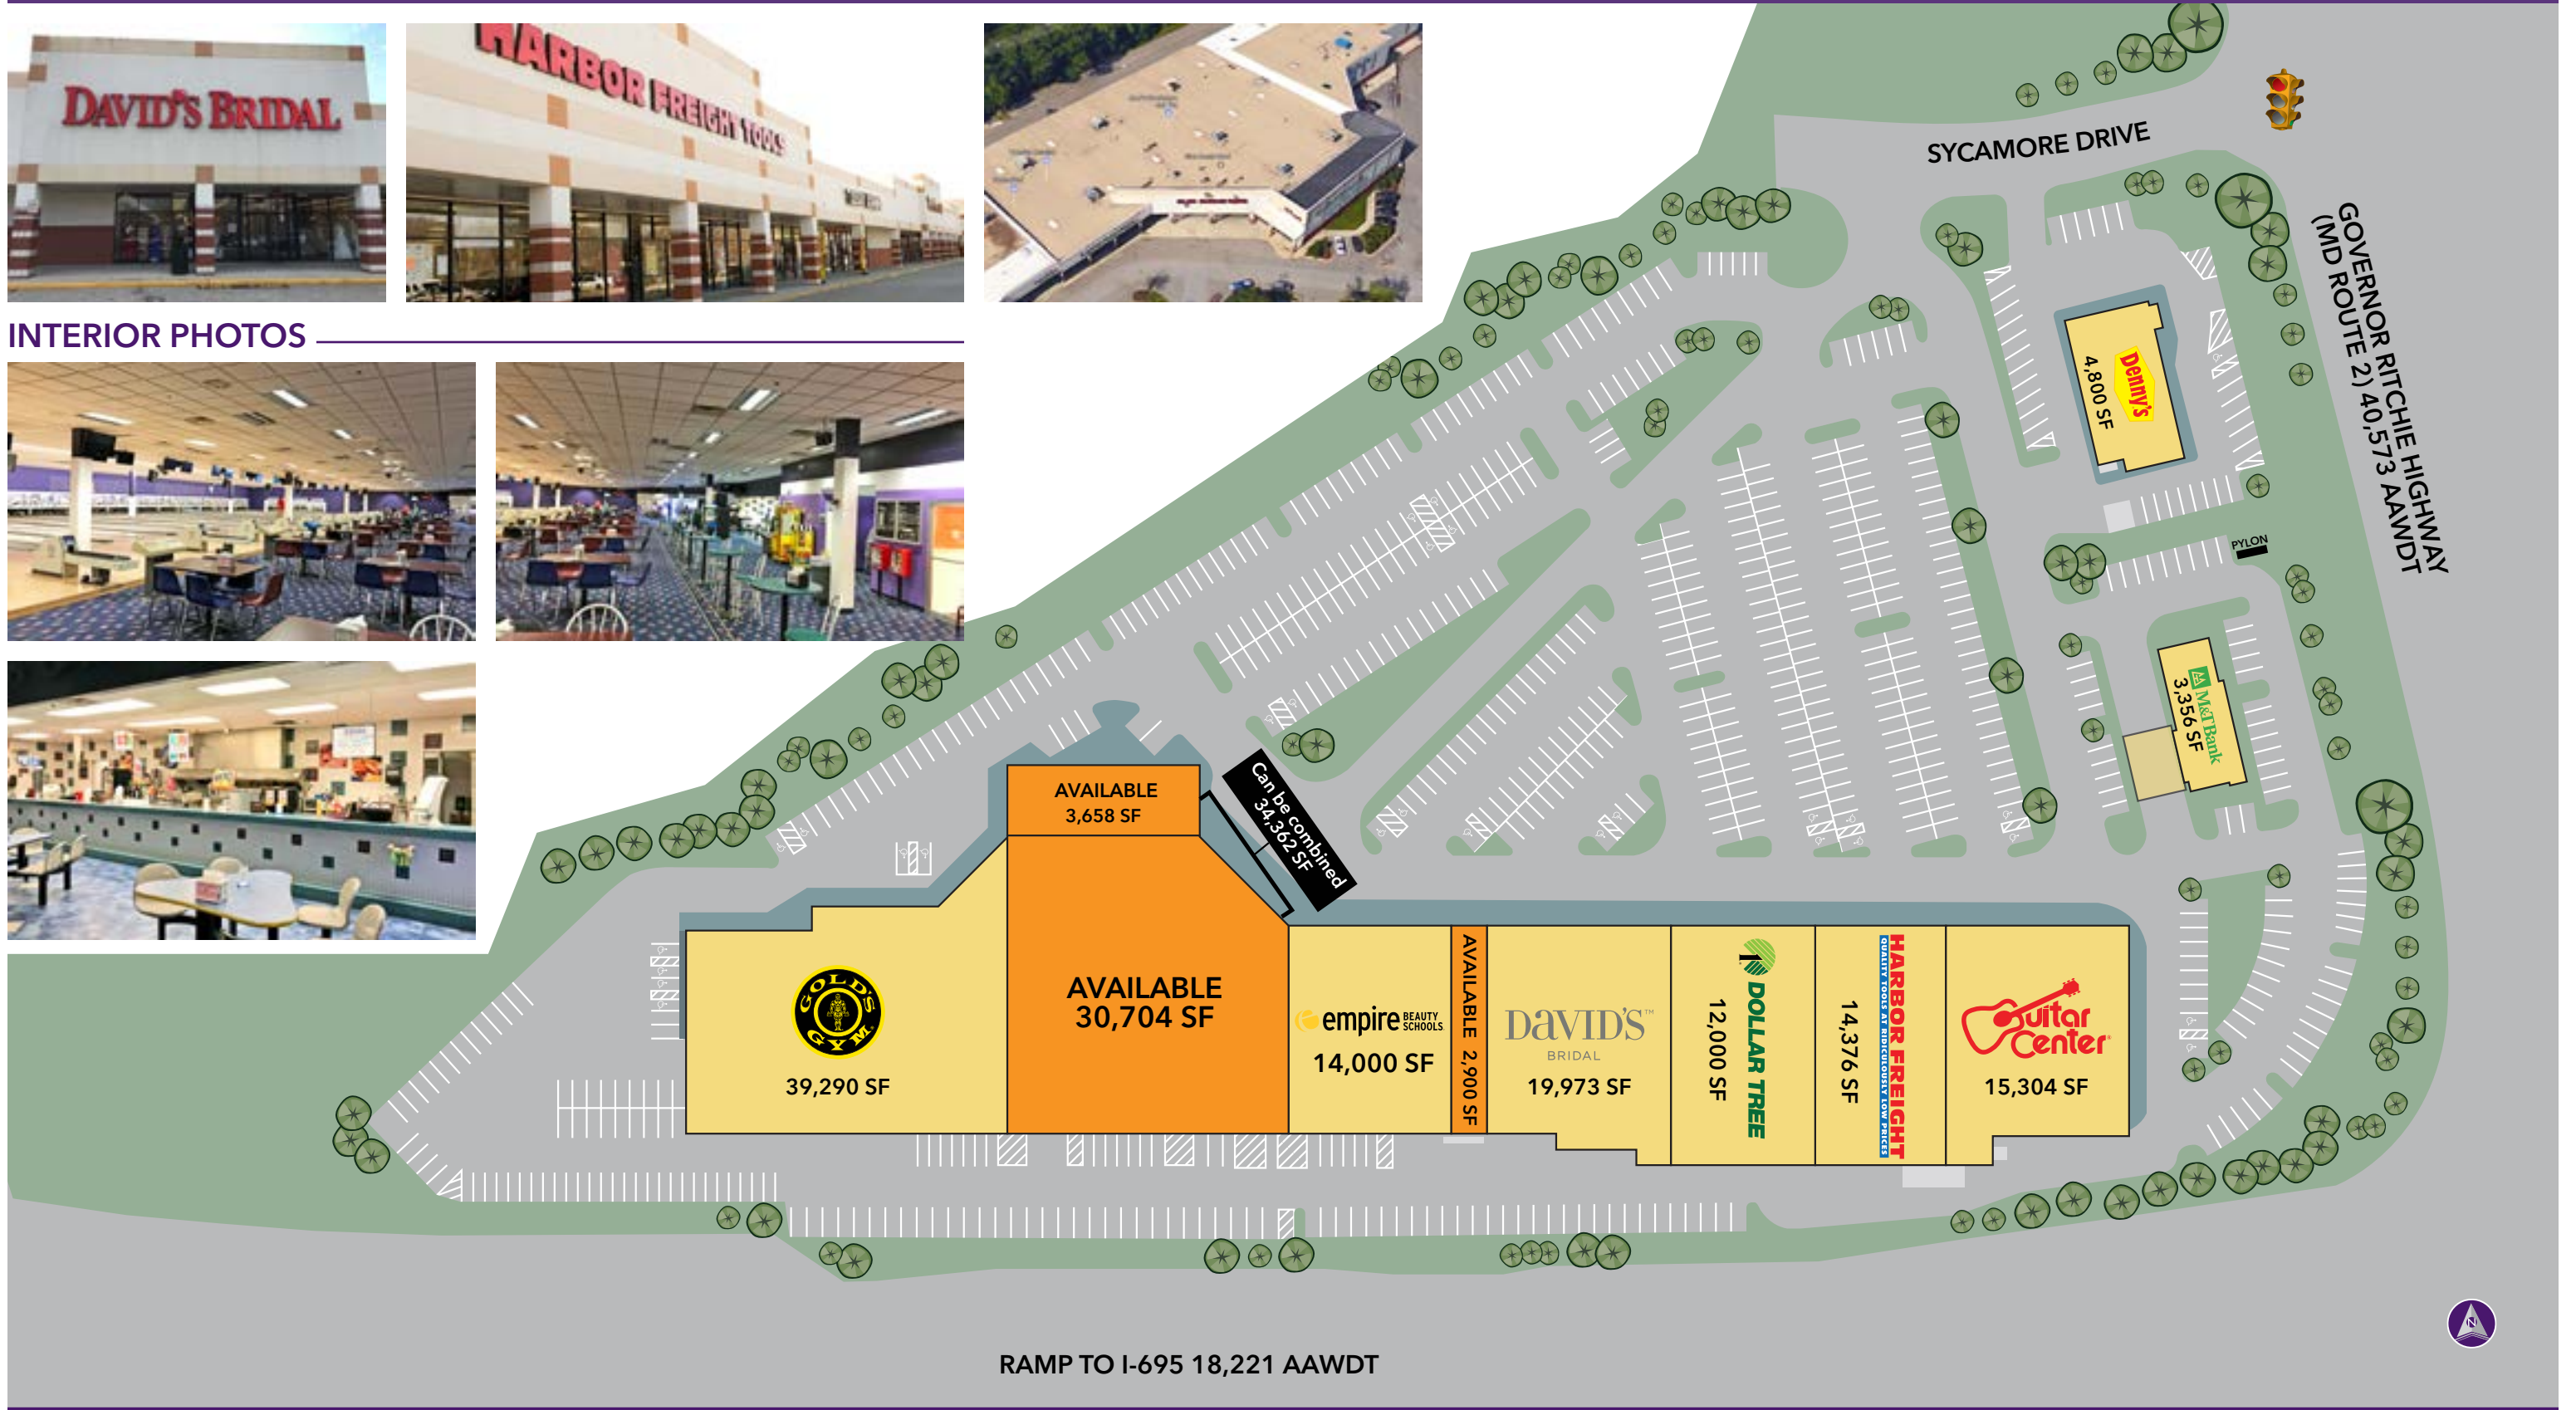 DAVID'S BRIDAL
HARBOR FREIGHT TOOLS
INTERIOR PHOTOS
SYCAMORE DRIVE
GOVERNOR RITCHIE HIGHWAY
(MD ROUTE 2) 40,573 AAWDT
Denny's
4,800 SF
PYLON
M&T Bank
3,356 SF
AVAILABLE
3,658 SF
Can be combined
34,362 SF
GOLD'S GYM
39,290 SF
AVAILABLE
30,704 SF
empire BEAUTY SCHOOLS
14,000 SF
AVAILABLE 2,900 SF
DAVID'S™
BRIDAL
19,973 SF
DOLLAR TREE
12,000 SF
HARBOR FREIGHT
QUALITY TOOLS AT RIDICULOUSLY LOW PRICES
14,376 SF
Guitar Center
15,304 SF
N
RAMP TO I-695 18,221 AAWDT